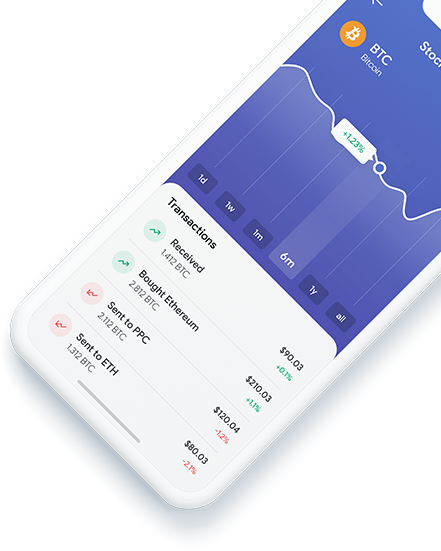 Stock
BTC
Bitcoin
+1.23%
1d
1w
1m
6m
1y
all
Transactions
Received
1.412 BTC
$90.03
+0.1%
Bought Ethereum
2.812 BTC
$210.03
+1.1%
Sent to PPC
2.112 BTC
$120.04
-1.2%
Sent to ETH
1.312 BTC
$80.03
-2.1%